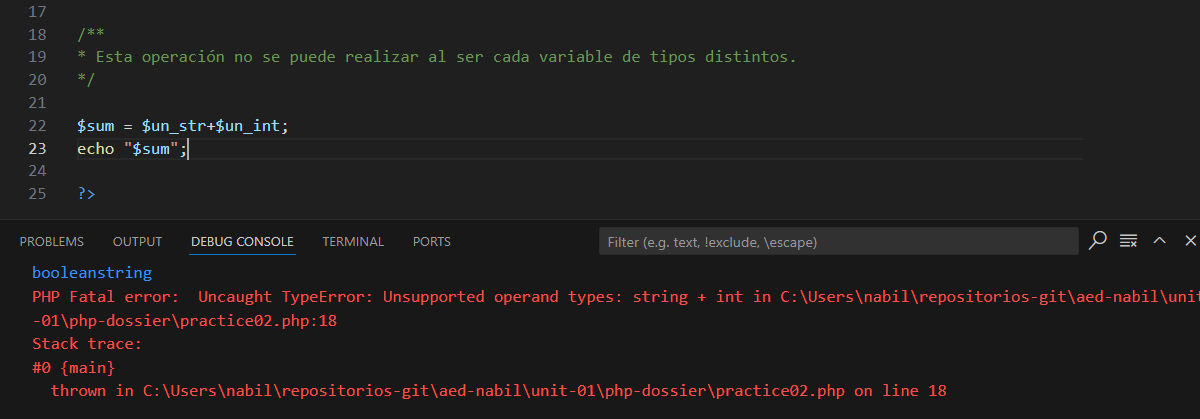 17
18 /**
19 * Esta operación no se puede realizar al ser cada variable de tipos distintos.
20 */
21
22 $sum = $un_str+$un_int;
23 echo "$sum";
24
25 ?>
PROBLEMS OUTPUT DEBUG CONSOLE TERMINAL PORTS Filter (e.g. text, !exclude, \escape)
booleanstring
PHP Fatal error:  Uncaught TypeError: Unsupported operand types: string + int in C:\Users\nabil\repositorios-git\aed-nabil\unit
-01\php-dossier\practice02.php:18
Stack trace:
#0 {main}
  thrown in C:\Users\nabil\repositorios-git\aed-nabil\unit-01\php-dossier\practice02.php on line 18